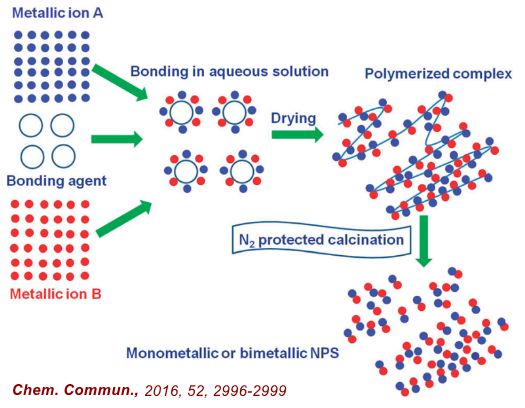 Metallic ion A
Bonding in aqueous solution
Polymerized complex
Drying
Bonding agent
Metallic ion B
N₂ protected calcination
Monometallic or bimetallic NPS
Chem. Commun., 2016, 52, 2996-2999